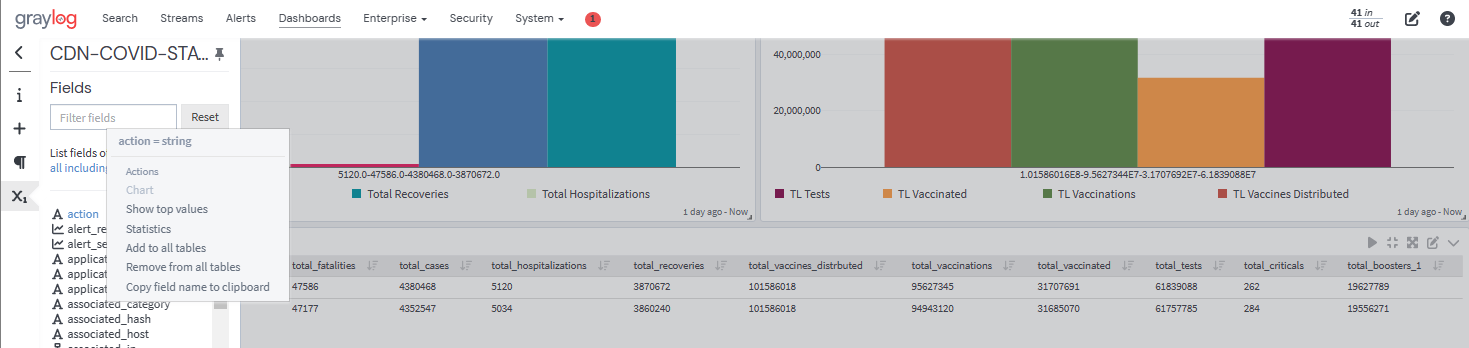 graylog Search Streams Alerts Dashboards Enterprise Security System 1 41 in
41 out ?
CDN-COVID-STA...
Fields
Filter fields Reset
action = string
List fields o
all including
Actions
Chart
Show top values
Statistics
Add to all tables
Remove from all tables
Copy field name to clipboard
A action
alert_re
alert_se
A applicat
A applicat
A applicat
A associated_category
A associated_hash
A associated_host
5120.0-47586.0-4380468.0-3870672.0
Total Recoveries Total Hospitalizations
1 day ago - Now
40,000,000
20,000,000
0
1.01586016E8-9.5627344E7-3.1707692E7-6.1839088E7
TL Tests TL Vaccinated TL Vaccinations TL Vaccines Distributed
1 day ago - Now
total_fatalities total_cases total_hospitalizations total_recoveries total_vaccines_distrbuted total_vaccinations total_vaccinated total_tests total_criticals total_boosters_1
47586 4380468 5120 3870672 101586018 95627345 31707691 61839088 262 19627789
47177 4352547 5034 3860240 101586018 94943120 31685070 61757785 284 19556271